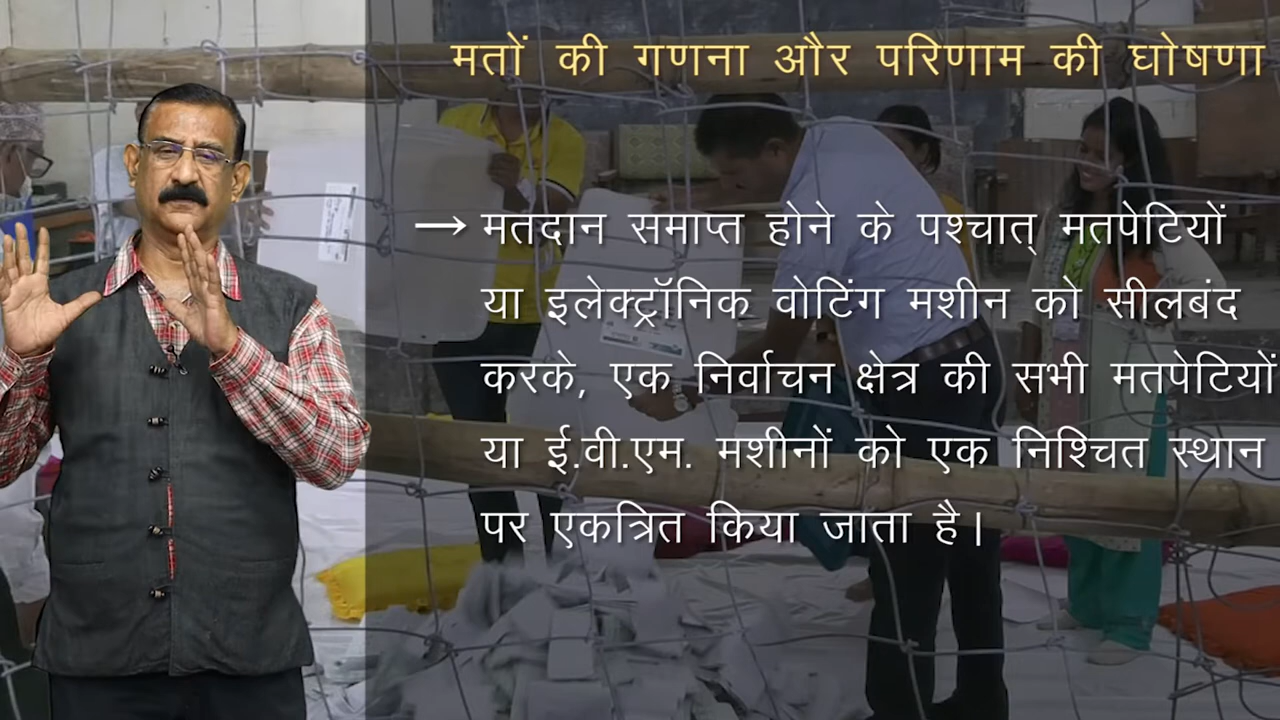 मतों की गणना और परिणाम की घोषणा
→ मतदान समाप्त होने के पश्चात् मतपेटियों
या इलेक्ट्रॉनिक वोटिंग मशीन को सीलबंद
करके, एक निर्वाचन क्षेत्र की सभी मतपेटियों
या ई.वी.एम. मशीनों को एक निश्चित स्थान
पर एकत्रित किया जाता है।